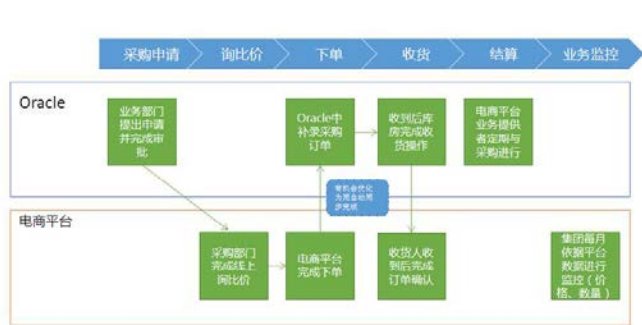 采购申请
询比价
下单
收货
结算
业务监控
Oracle
业务部门
提出申请
并完成审
批
Oracle中
补录采购
订单
收到后库
房完成收
货操作
电商平台
业务提供
者定期与
采购进行
有机会优化
电商平台
采购部门
完成线上
询比价
电商平台
完成下单
收货人收
到后完成
订单确认
集团每月
依据平台
数据进行
监控（价
格、数量）